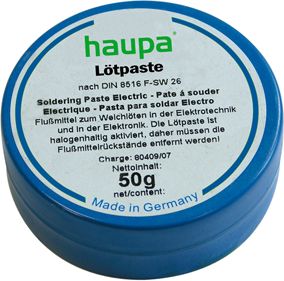 haupa®
Lötpaste
nach DIN 8516 F-SW 26
Soldering Paste Electric - Pate á souder
Electrique - Pasta para soldar Electro
Flußmittel zum Weichlöten in der Elektrotechnik
und in der Elektronik. Die Lötpaste ist
halogenhaltig aktiviert, daher müssen die
Flußmittelrückstände entfernt werden!
Charge: 80409/07
Nettoinhalt:
50g
net/content:
Made in Germany